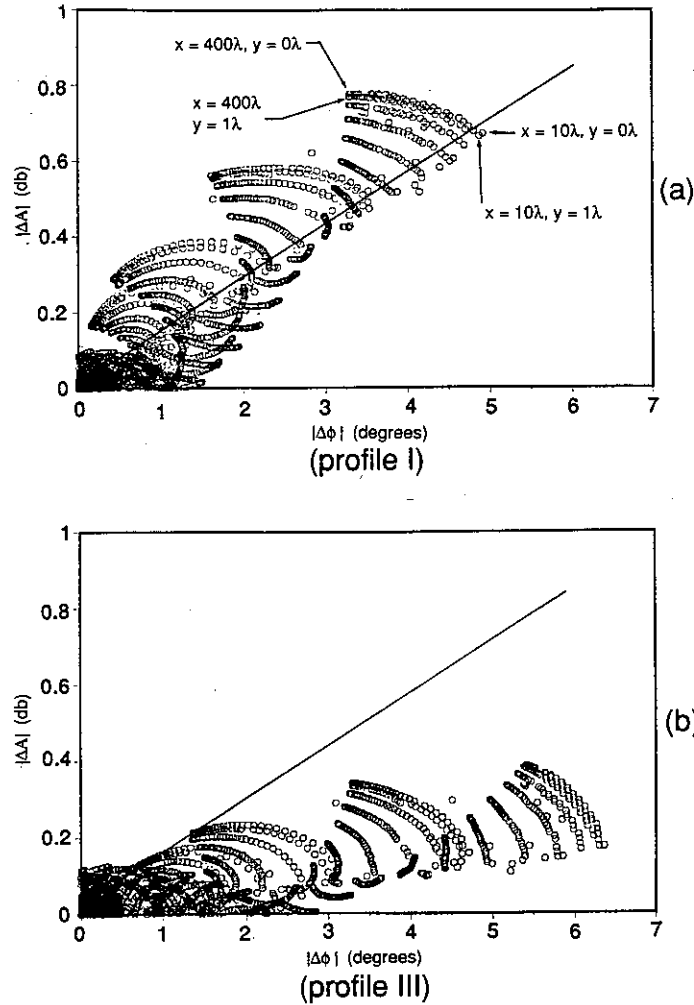 1
x = 400λ, y = 0λ
0.8
x = 400λ
y = 1λ
x = 10λ, y = 0λ
0.6
(a)
|ΔA| (db)
x = 10λ, y = 1λ
0.4
0.2
0
0 1 2 3 4 5 6 7
|Δϕ| (degrees)
(profile I)
1
0.8
0.6
(b)
|ΔA| (db)
0.4
0.2
0
0 1 2 3 4 5 6 7
|Δϕ| (degrees)
(profile III)